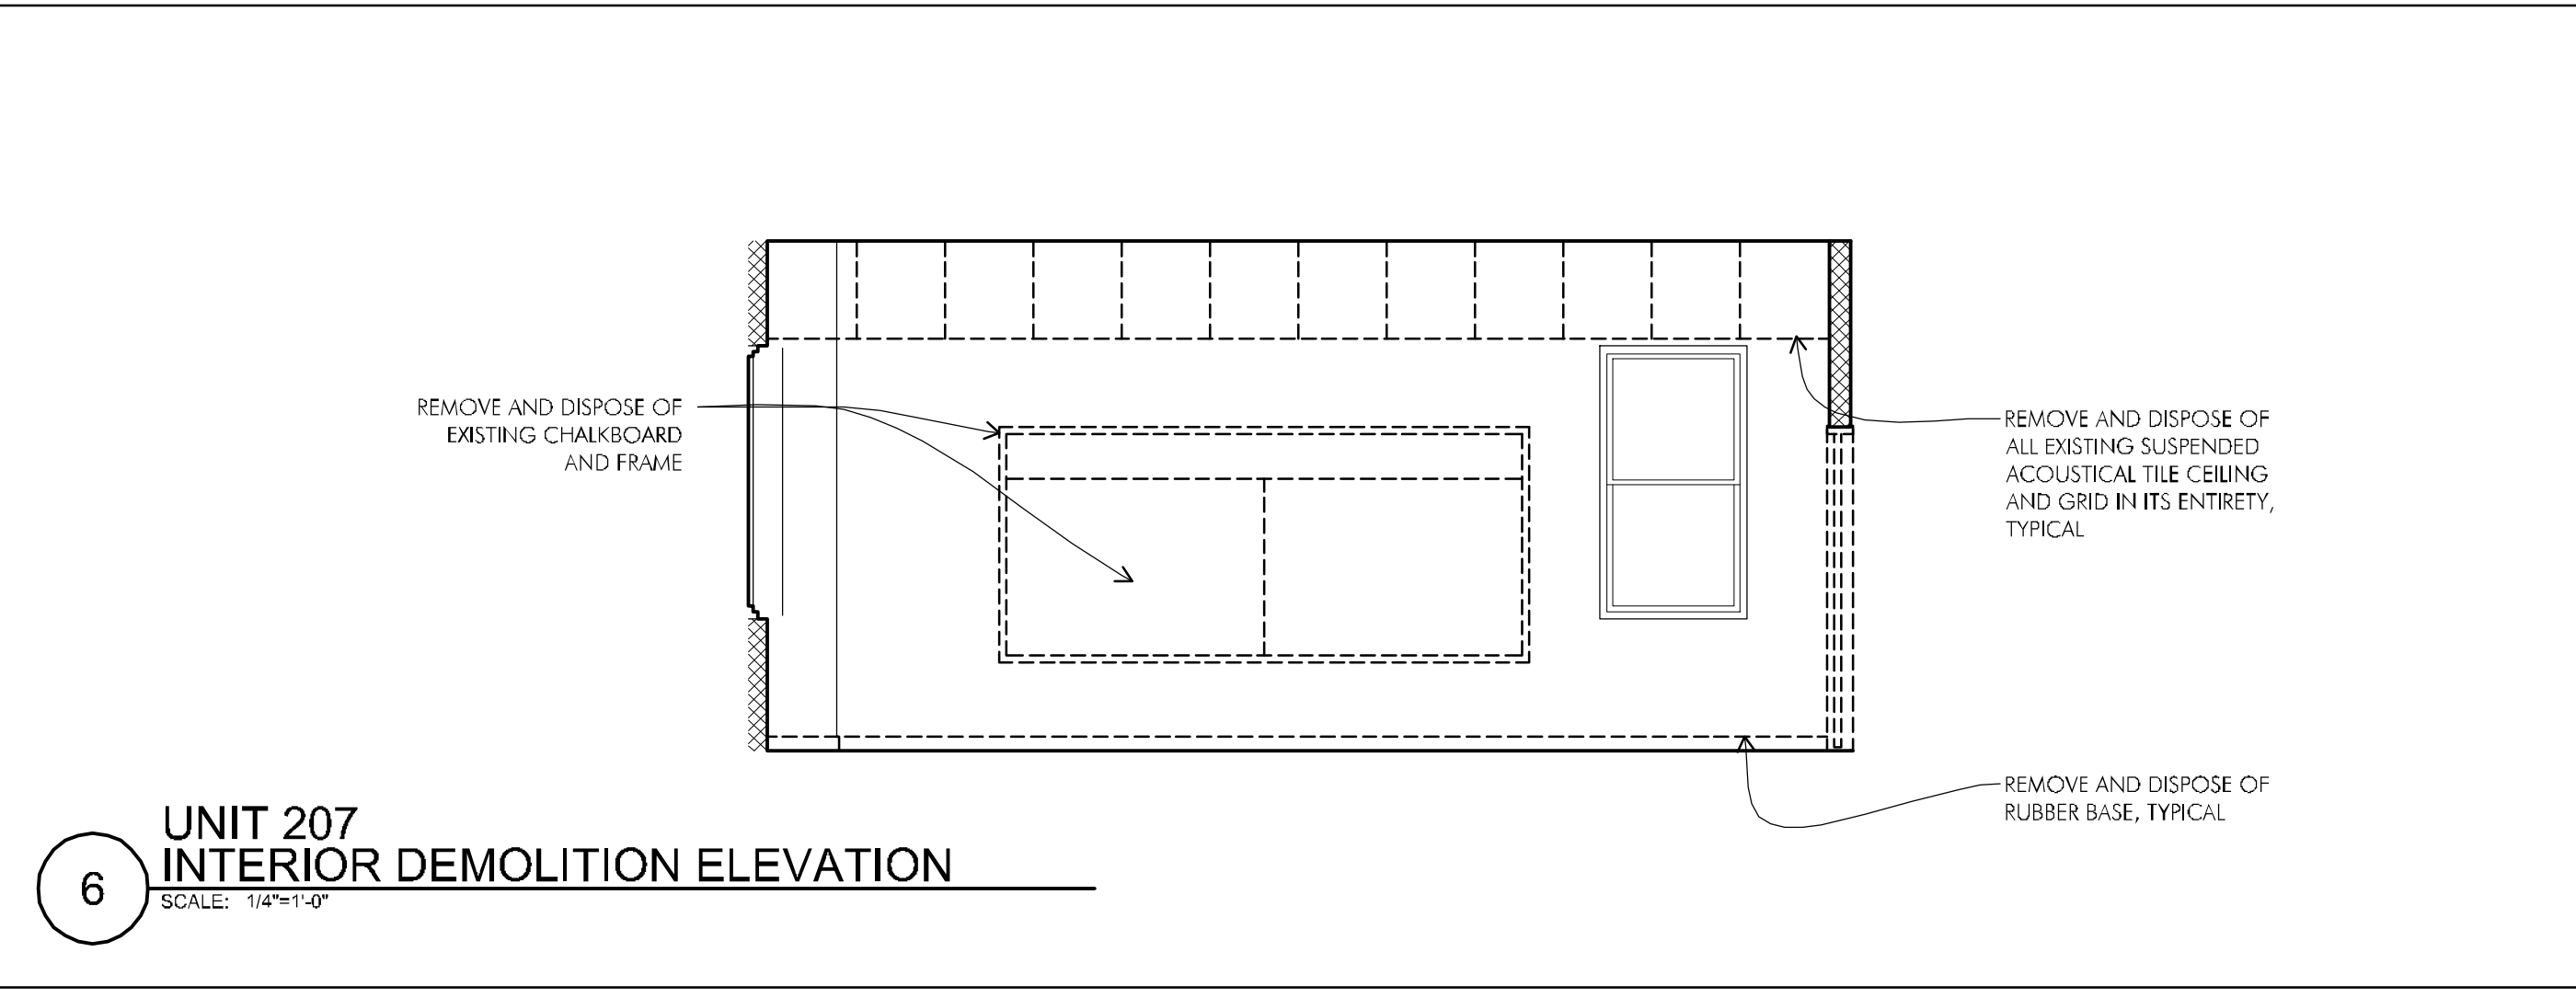 REMOVE AND DISPOSE OF
EXISTING CHALKBOARD
AND FRAME
REMOVE AND DISPOSE OF
ALL EXISTING SUSPENDED
ACOUSTICAL TILE CEILING
AND GRID IN ITS ENTIRETY,
TYPICAL
REMOVE AND DISPOSE OF
RUBBER BASE, TYPICAL
6
UNIT 207
INTERIOR DEMOLITION ELEVATION
SCALE: 1/4"=1'-0"